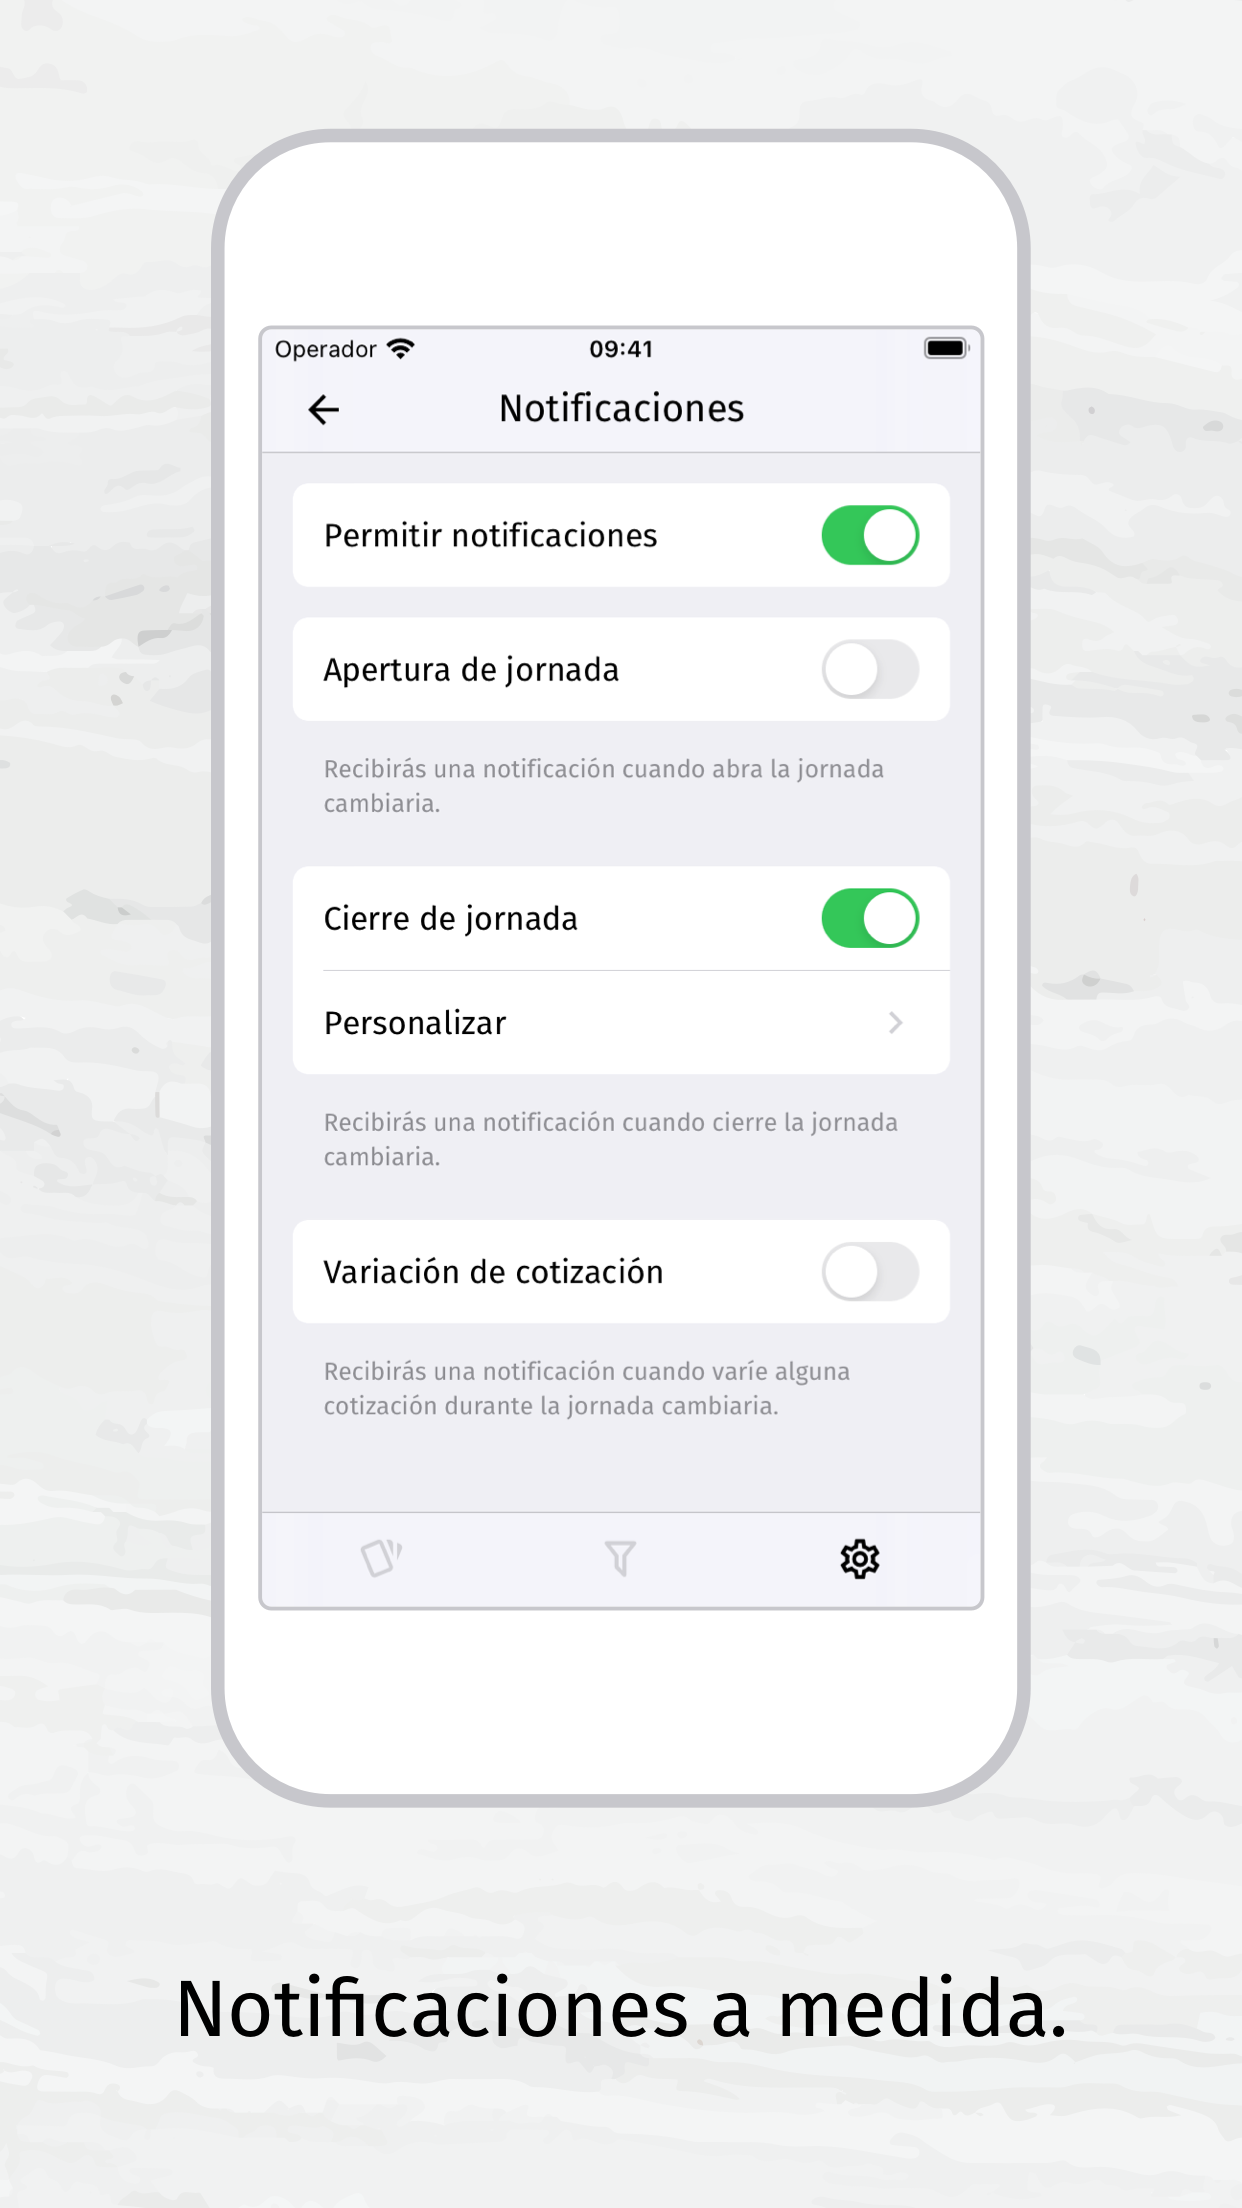 Operador
09:41
Notificaciones
Permitir notificaciones
Apertura de jornada
Recibirás una notificación cuando abra la jornada
cambiaria.
Cierre de jornada
Personalizar
Recibirás una notificación cuando cierre la jornada
cambiaria.
Variación de cotización
Recibirás una notificación cuando varíe alguna
cotización durante la jornada cambiaria.
Notificaciones a medida.